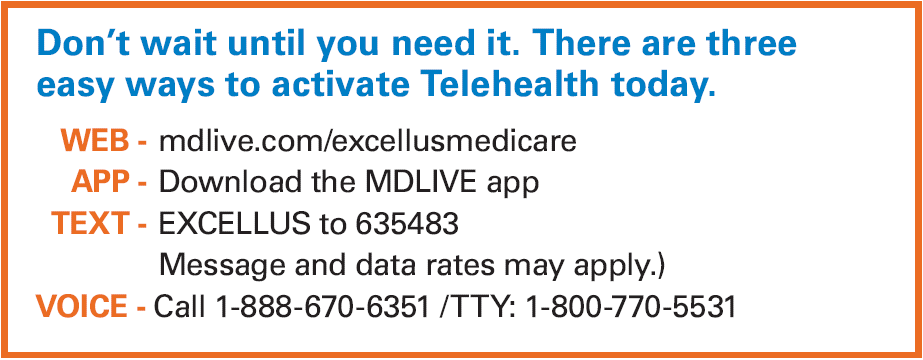 Don’t wait until you need it. There are three
easy ways to activate Telehealth today.
WEB - mdlive.com/excellusmedicare
APP - Download the MDLIVE app
TEXT - EXCELLUS to 635483
Message and data rates may apply.)
VOICE - Call 1-888-670-6351 /TTY: 1-800-770-5531